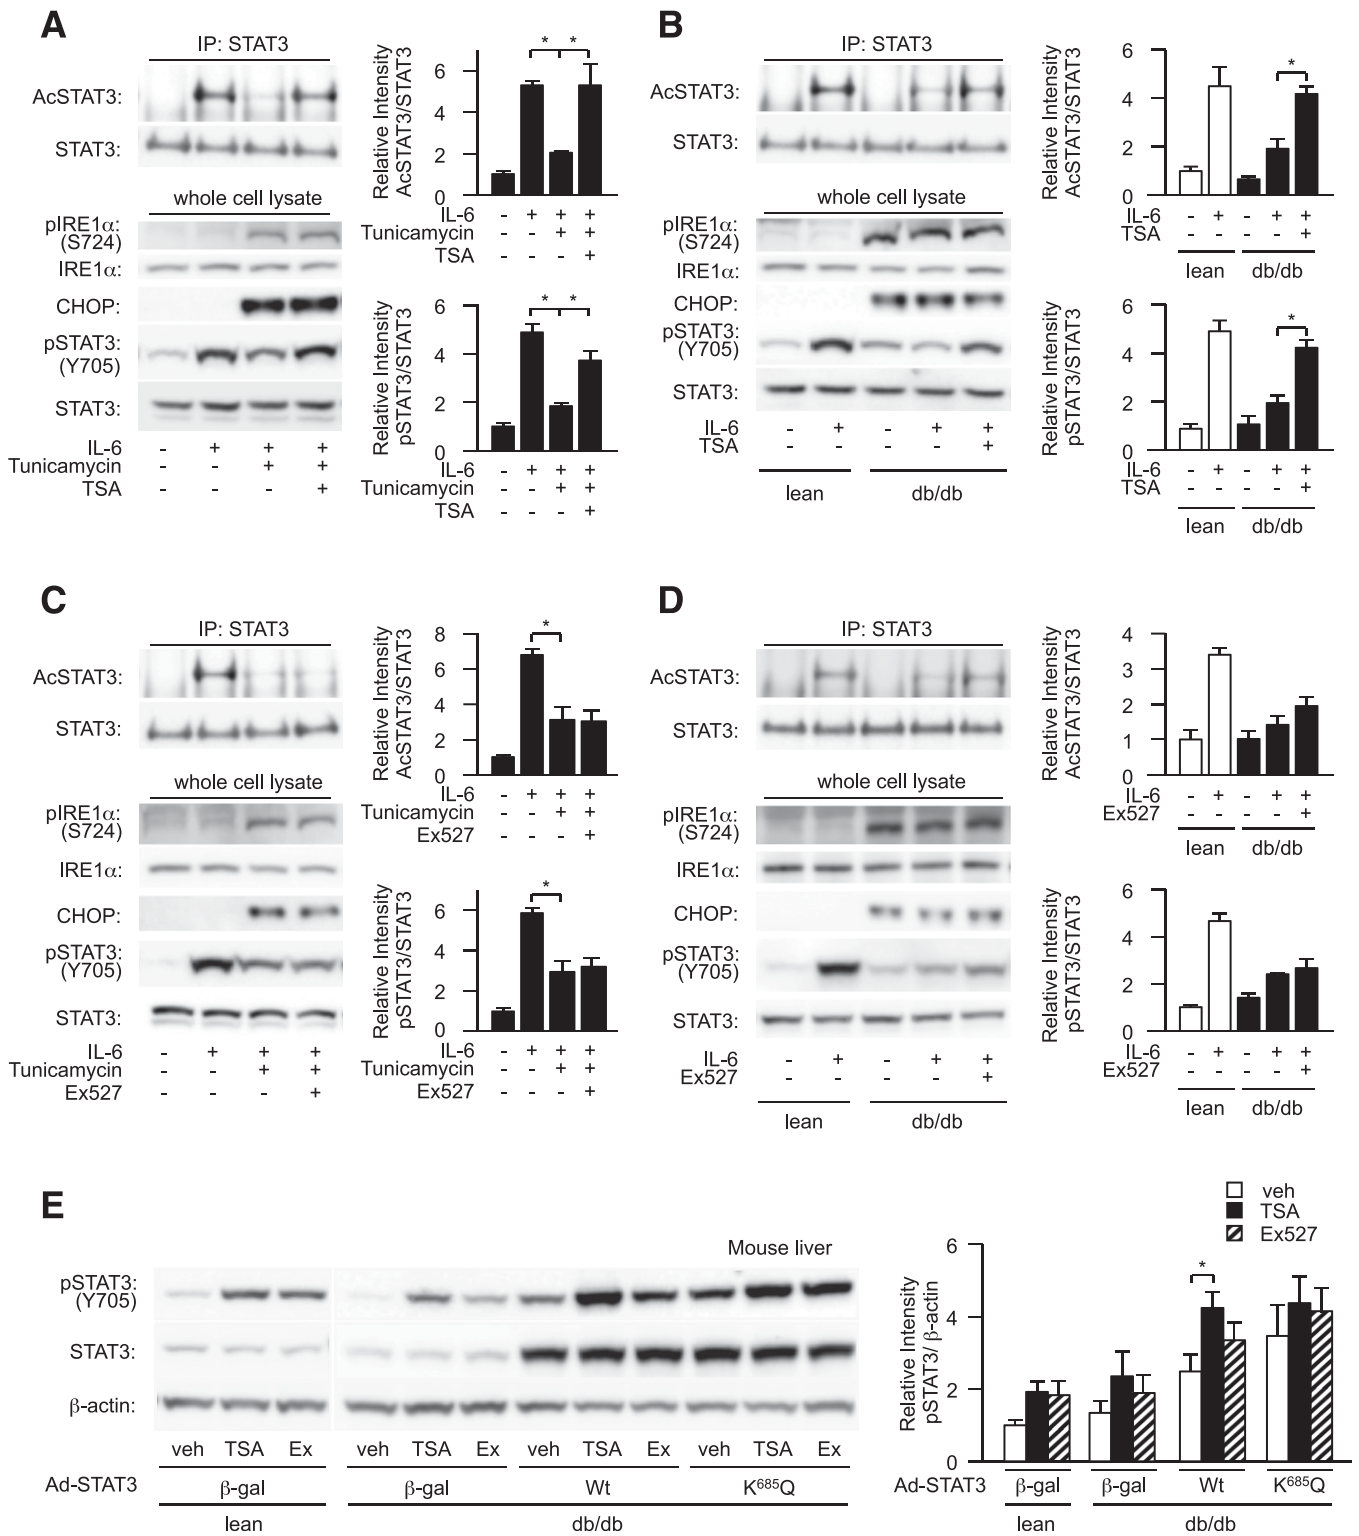 A
IP: STAT3
AcSTAT3:
STAT3:
whole cell lysate
pIRE1α:
(S724)
IRE1α:
CHOP:
pSTAT3:
(Y705)
STAT3:
IL-6 - + + +
Tunicamycin - - + +
TSA - - - +
Relative Intensity
AcSTAT3/STAT3
6
4
2
0
* *
IL-6 - + + +
Tunicamycin - - + +
TSA - - - +
Relative Intensity
pSTAT3/STAT3
6
4
2
0
* *
IL-6 - + + +
Tunicamycin - - + +
TSA - - - +
B
IP: STAT3
AcSTAT3:
STAT3:
whole cell lysate
pIRE1α:
(S724)
IRE1α:
CHOP:
pSTAT3:
(Y705)
STAT3:
IL-6 - + - + +
TSA - - - - +
lean db/db
Relative Intensity
AcSTAT3/STAT3
6
4
2
0
*
IL-6 - + - + +
TSA - - - - +
lean db/db
Relative Intensity
pSTAT3/STAT3
6
4
2
0
*
IL-6 - + - + +
TSA - - - - +
lean db/db
C
IP: STAT3
AcSTAT3:
STAT3:
whole cell lysate
pIRE1α:
(S724)
IRE1α:
CHOP:
pSTAT3:
(Y705)
STAT3:
IL-6 - + + +
Tunicamycin - - + +
Ex527 - - - +
Relative Intensity
AcSTAT3/STAT3
8
6
4
2
0
*
IL-6 - + + +
Tunicamycin - - + +
Ex527 - - - +
Relative Intensity
pSTAT3/STAT3
6
4
2
0
*
IL-6 - + + +
Tunicamycin - - + +
Ex527 - - - +
D
IP: STAT3
AcSTAT3:
STAT3:
whole cell lysate
pIRE1α:
(S724)
IRE1α:
CHOP:
pSTAT3:
(Y705)
STAT3:
IL-6 - + - + +
Ex527 - - - - +
lean db/db
Relative Intensity
AcSTAT3/STAT3
4
3
2
1
0
IL-6 - + - + +
Ex527 - - - - +
lean db/db
Relative Intensity
pSTAT3/STAT3
6
4
2
0
IL-6 - + - + +
Ex527 - - - - +
lean db/db
E
Mouse liver
pSTAT3:
(Y705)
STAT3:
β-actin:
veh TSA Ex veh TSA Ex veh TSA Ex veh TSA Ex
Ad-STAT3 β-gal β-gal Wt K⁶⁸⁵Q
lean db/db
veh
TSA
Ex527
Relative Intensity
pSTAT3/ β-actin
6
4
2
0
*
Ad-STAT3 β-gal β-gal Wt K⁶⁸⁵Q
lean db/db